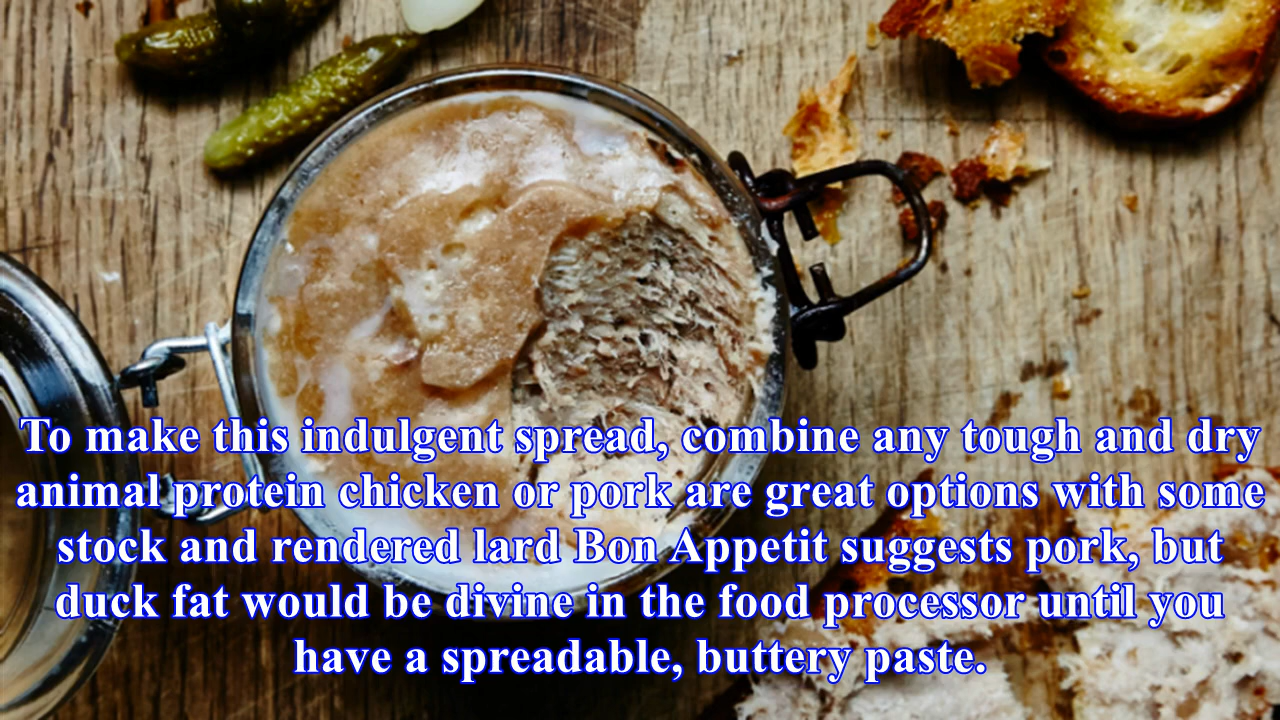 To make this indulgent spread, combine any tough and dry
animal protein chicken or pork are great options with some
stock and rendered lard Bon Appetit suggests pork, but
duck fat would be divine in the food processor until you
have a spreadable, buttery paste.